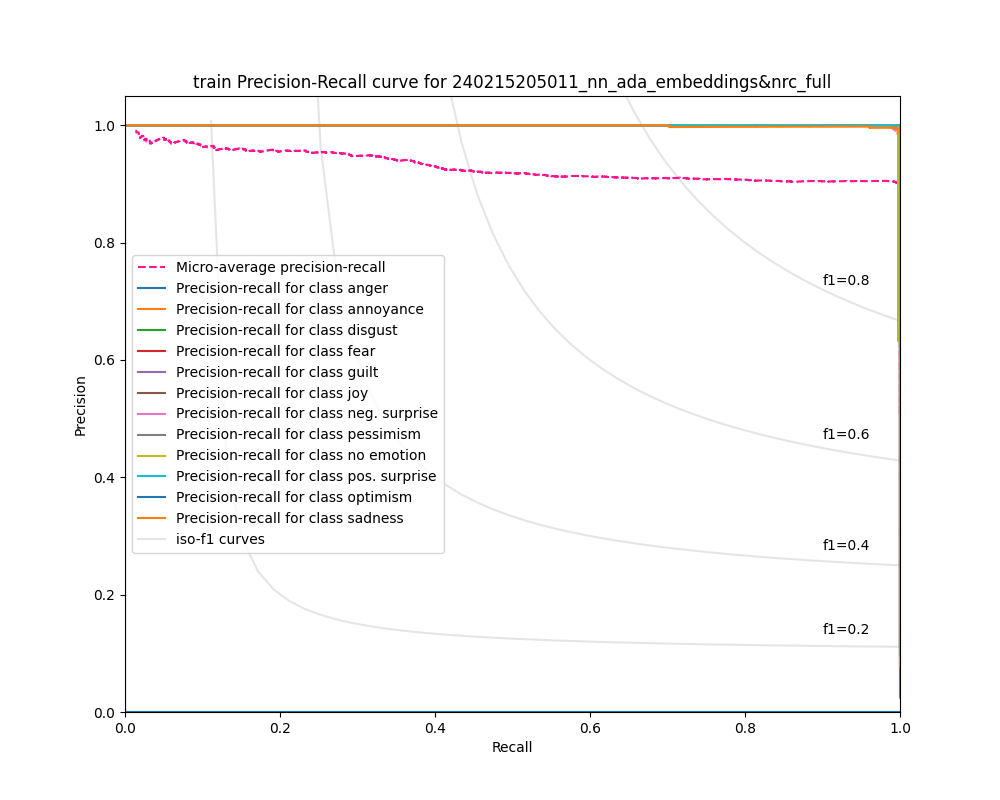 train Precision-Recall curve for 240215205011_nn_ada_embeddings&nrc_full
1.0
0.8
0.6
0.4
0.2
0.0
Precision
Micro-average precision-recall
Precision-recall for class anger
Precision-recall for class annoyance
Precision-recall for class disgust
Precision-recall for class fear
Precision-recall for class guilt
Precision-recall for class joy
Precision-recall for class neg. surprise
Precision-recall for class pessimism
Precision-recall for class no emotion
Precision-recall for class pos. surprise
Precision-recall for class optimism
Precision-recall for class sadness
iso-f1 curves
f1=0.8
f1=0.6
f1=0.4
f1=0.2
0.0 0.2 0.4 0.6 0.8 1.0
Recall